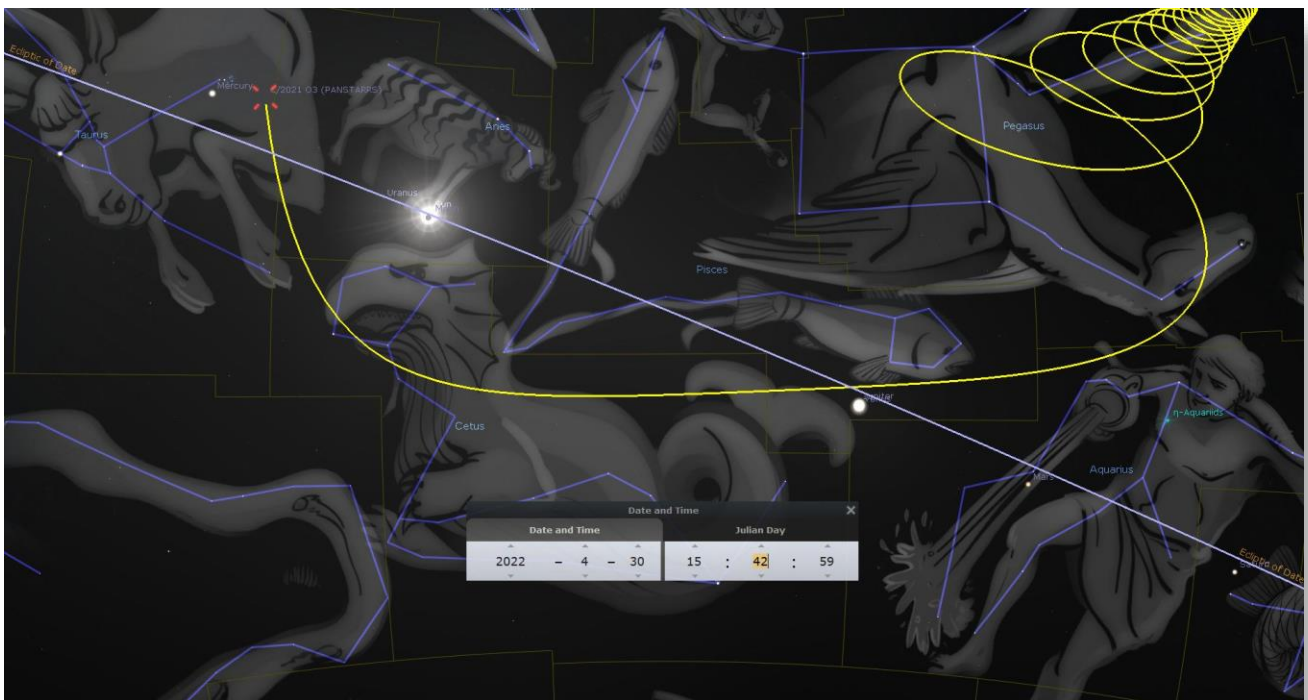 Triangulum
Ecliptic of Date
Mercury
C/2021 O3 (PANSTARRS)
Taurus
Aries
Pegasus
Uranus
Sun
Pisces
Jupiter
η-Aquariids
Cetus
Aquarius
Mars
Date and Time
Date and Time
Julian Day
2022 - 4 - 30 15 : 42 : 59
Ecliptic of Date